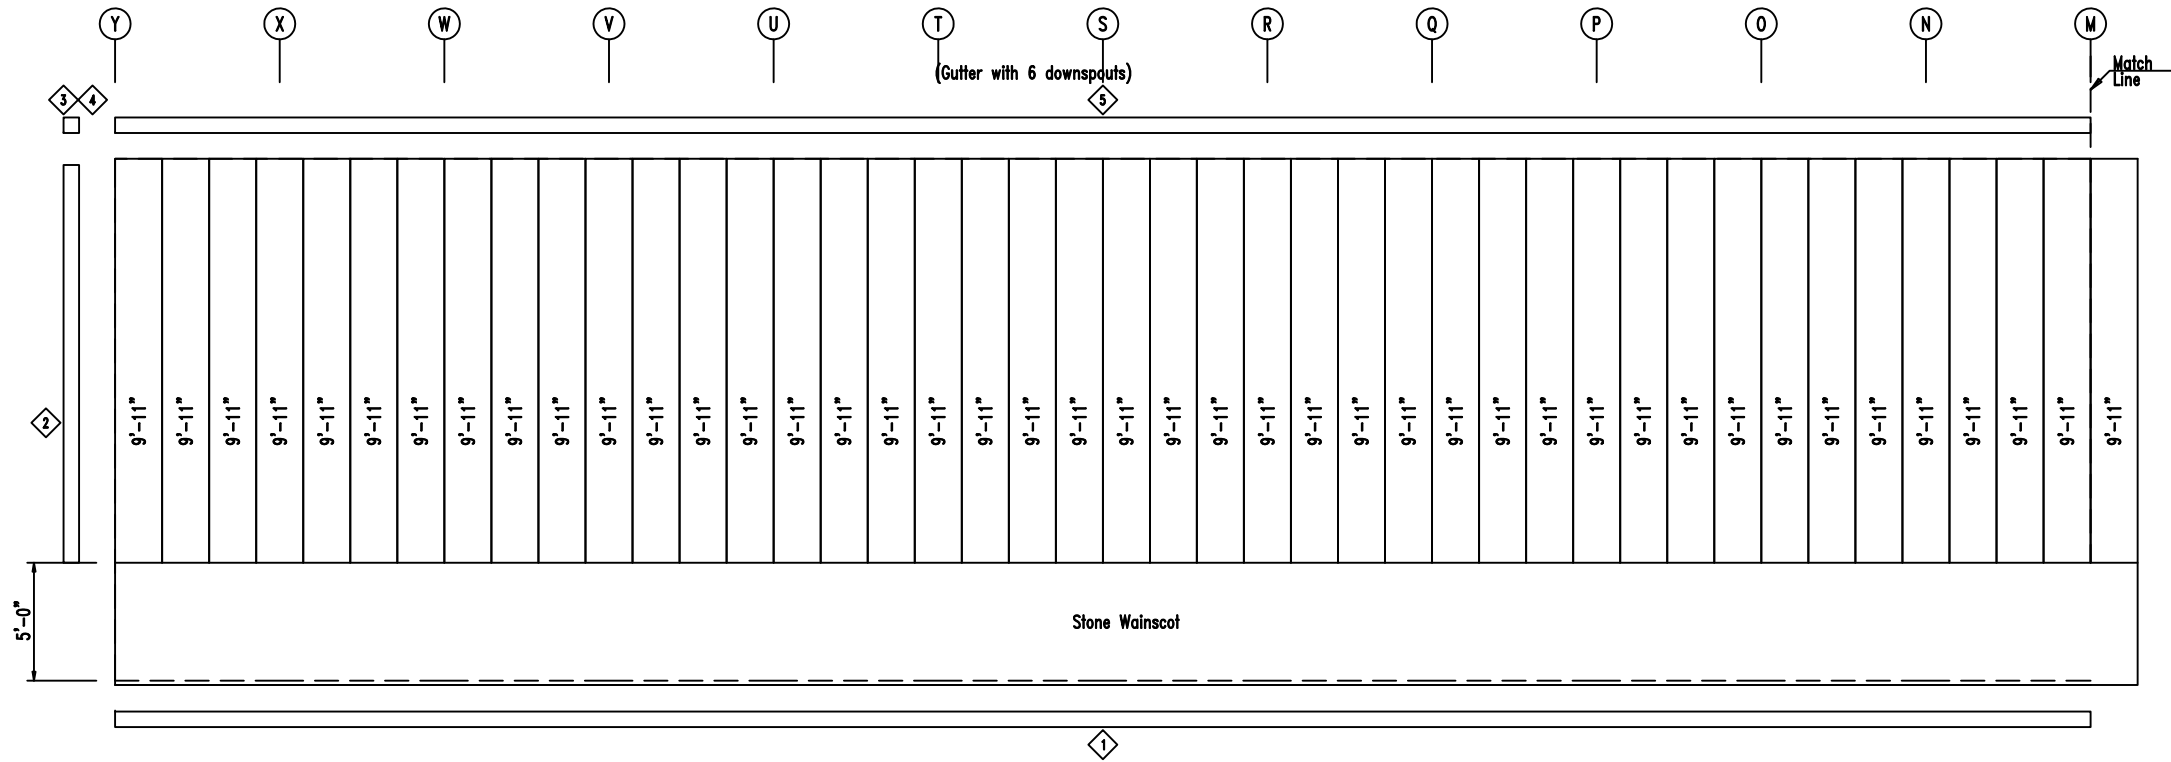 Y X W V U T S R Q P O N M
(Gutter with 6 downspouts)
Match
Line
3 4 5
2
9'-11" 9'-11" 9'-11" 9'-11" 9'-11" 9'-11" 9'-11" 9'-11" 9'-11" 9'-11" 9'-11" 9'-11" 9'-11" 9'-11" 9'-11" 9'-11" 9'-11" 9'-11" 9'-11" 9'-11" 9'-11" 9'-11" 9'-11" 9'-11" 9'-11" 9'-11" 9'-11" 9'-11" 9'-11" 9'-11" 9'-11" 9'-11" 9'-11" 9'-11" 9'-11" 9'-11" 9'-11" 9'-11" 9'-11" 9'-11" 9'-11" 9'-11" 9'-11"
5'-0"
Stone Wainscot
1